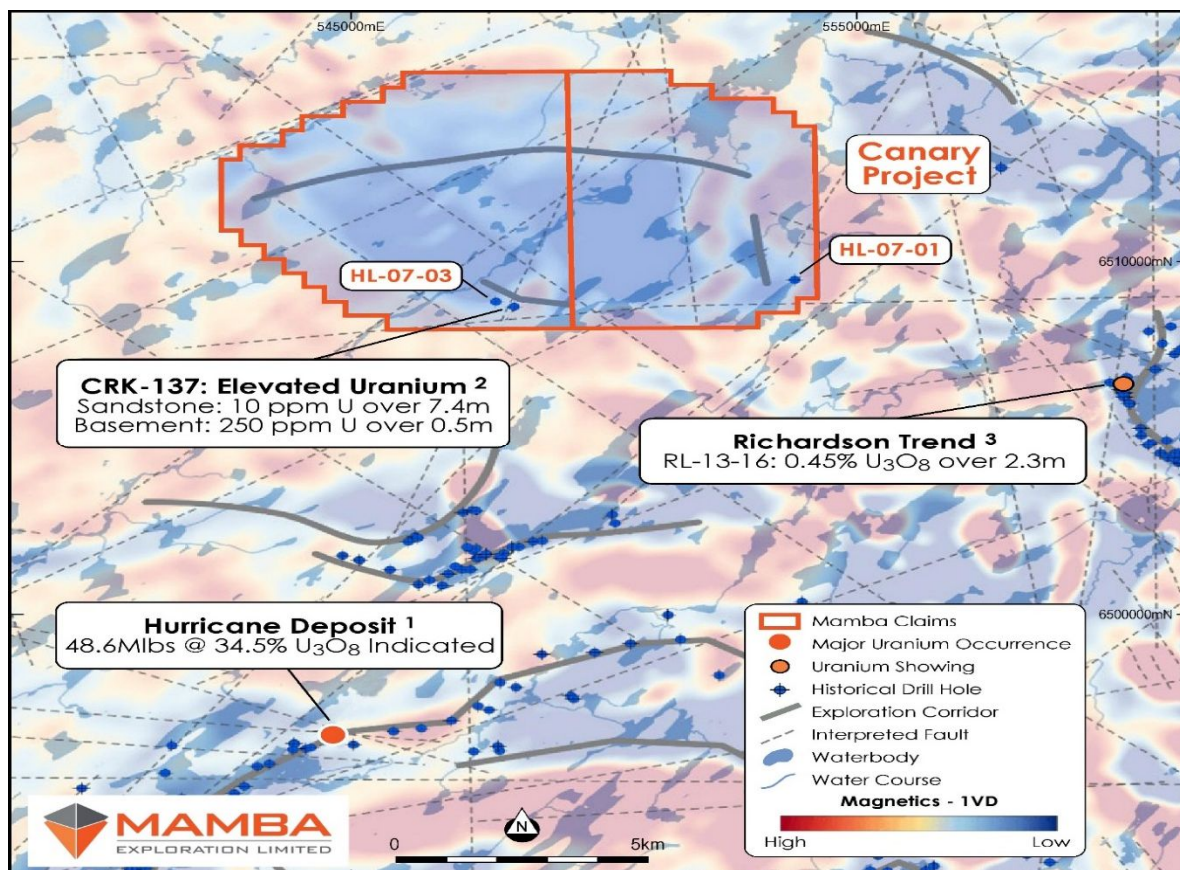 545000mE
555000mE
Canary
Project
HL-07-03
HL-07-01
6510000mN
CRK-137: Elevated Uranium ²
Sandstone: 10 ppm U over 7.4m
Basement: 250 ppm U over 0.5m
Richardson Trend ³
RL-13-16: 0.45% U₃O₈ over 2.3m
Hurricane Deposit ¹
48.6Mlbs @ 34.5% U₃O₈ Indicated
6500000mN
Mamba Claims
Major Uranium Occurrence
Uranium Showing
Historical Drill Hole
Exploration Corridor
Interpreted Fault
Waterbody
Water Course
Magnetics - 1VD
High
Low
MAMBA
EXPLORATION LIMITED
N
0
5km